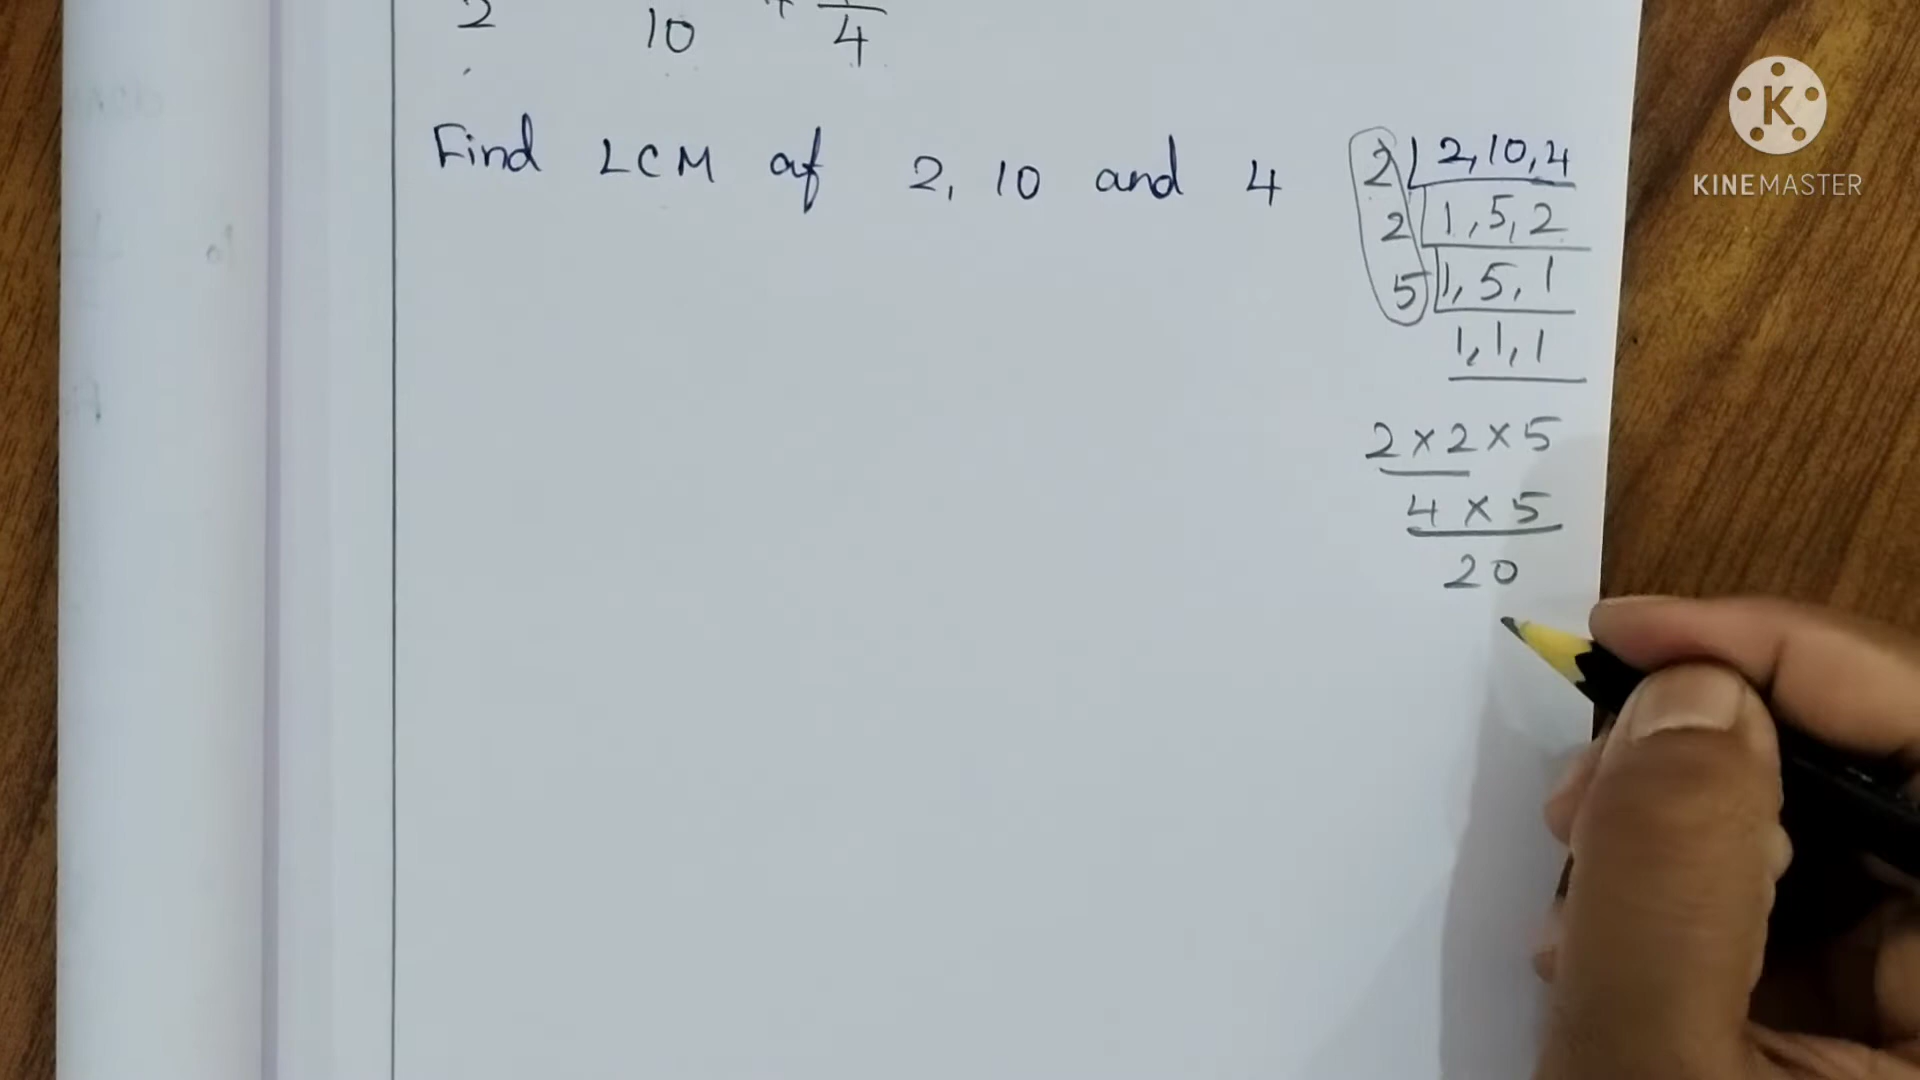 2 10 + 4
Find LCM of 2, 10 and 4
2 2,10,4
2 1,5,2
5 1,5,1
1,1,1
2 × 2 × 5
4 × 5
20
K
KINEMASTER